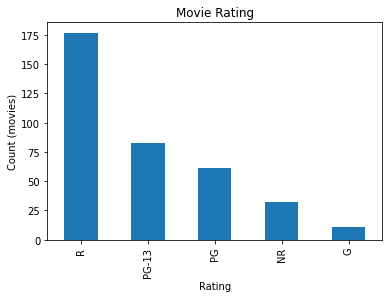 Movie Rating
175
150
125
100
75
50
25
0
Count (movies)
R
PG-13
PG
NR
G
Rating